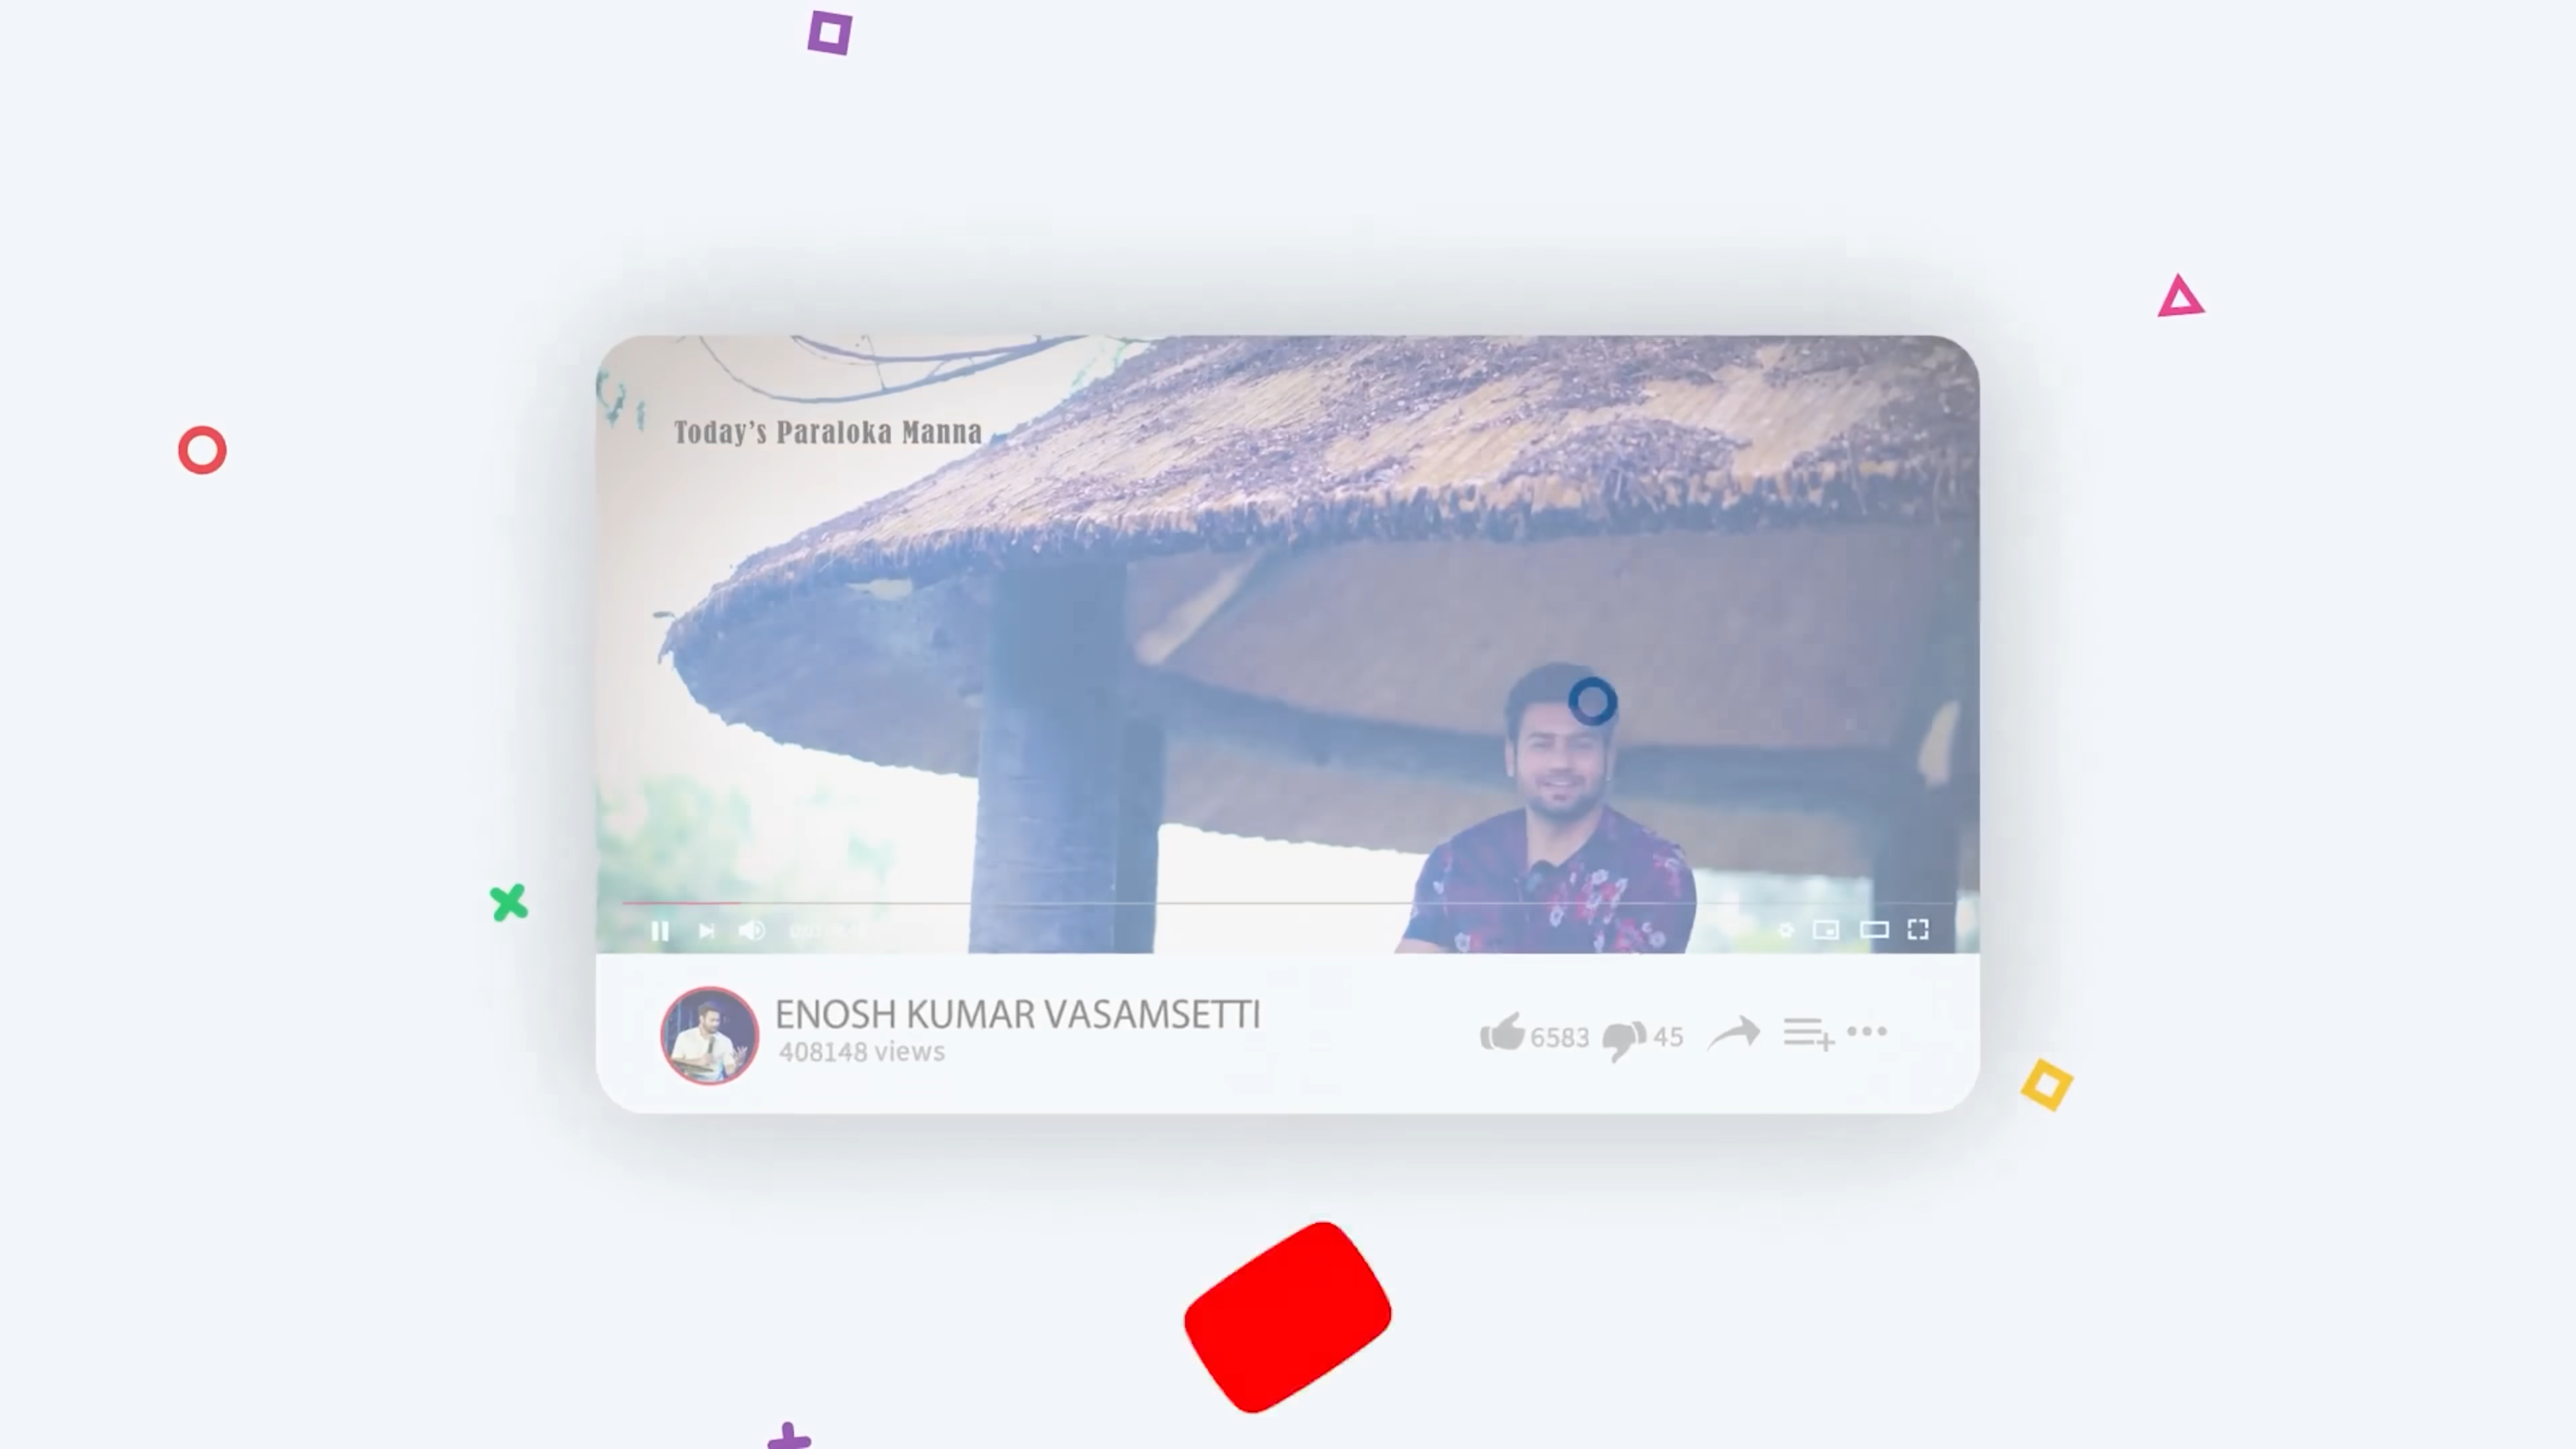 Today's Paraloka Manna
ENOSH KUMAR VASAMSETTI
408148 views
6583
45